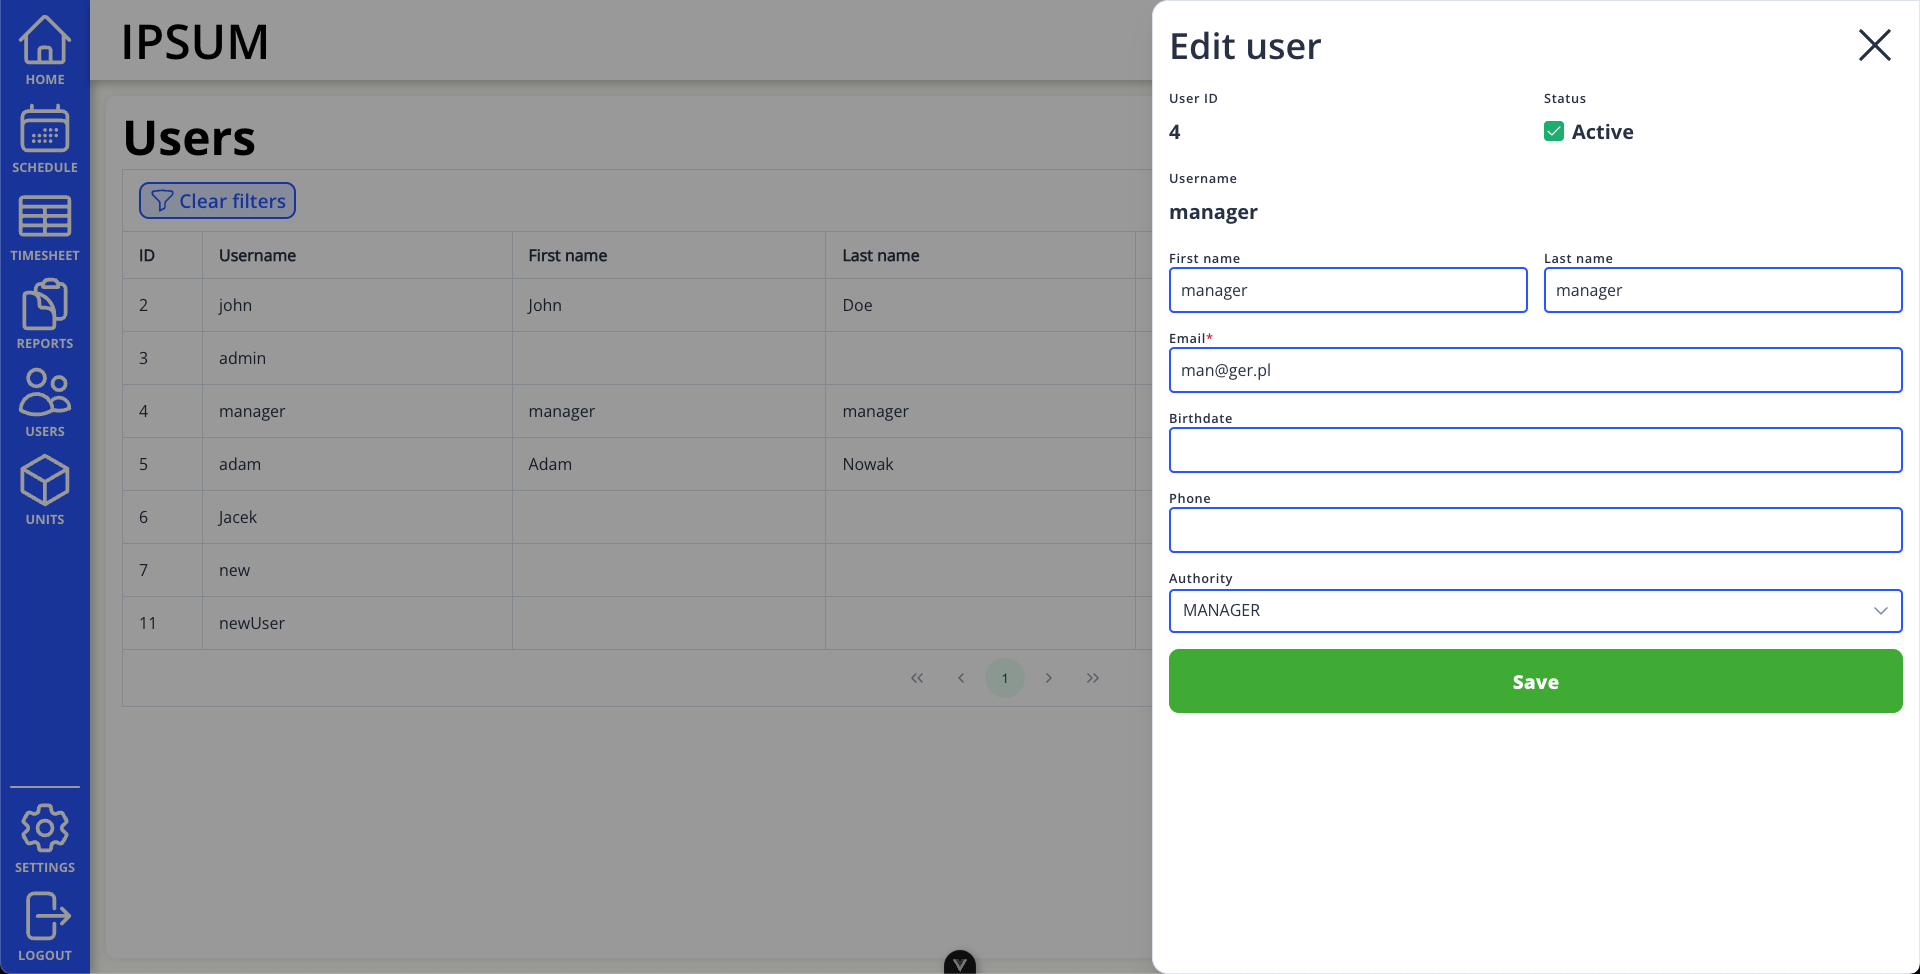 HOME
SCHEDULE
TIMESHEET
REPORTS
USERS
UNITS
SETTINGS
LOGOUT
IPSUM
Users
Clear filters
ID Username First name Last name
2 john John Doe
3 admin
4 manager manager manager
5 adam Adam Nowak
6 Jacek
7 new
11 newUser
1
Edit user
User ID Status
4 Active
Username
manager
First name Last name
manager manager
Email*
man@ger.pl
Birthdate
Phone
Authority
MANAGER
Save